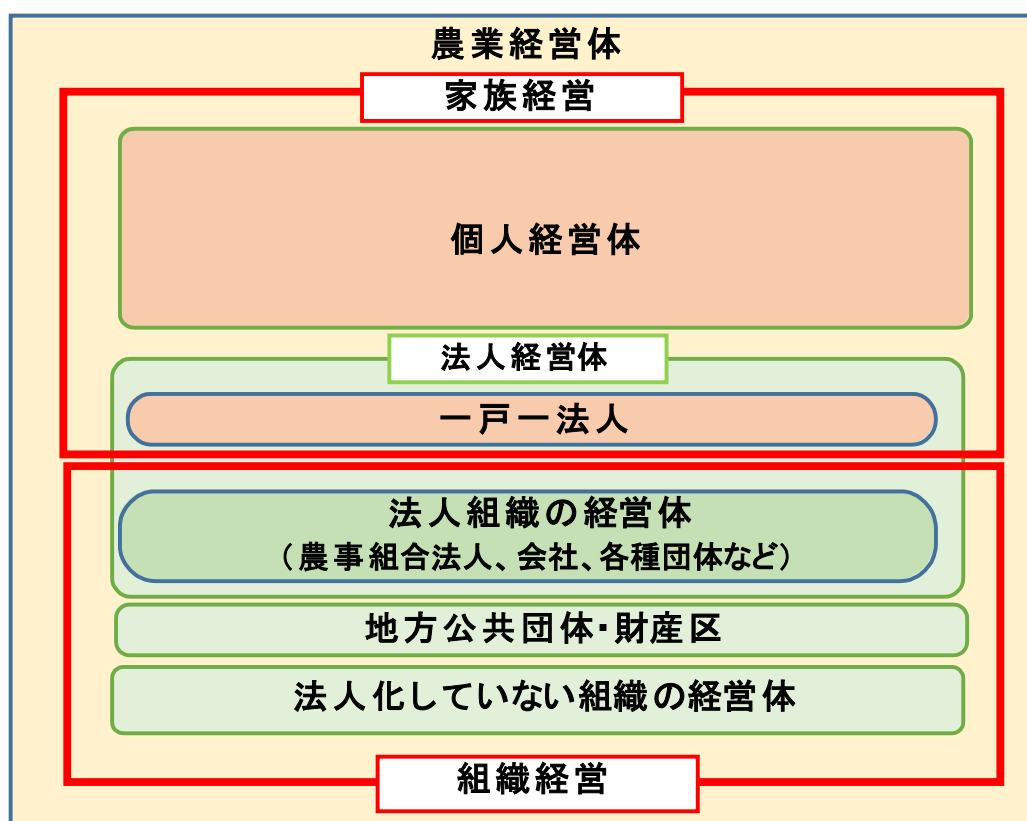 農業経営体
家族経営
個人経営体
法人経営体
一戸一法人
法人組織の経営体
（農事組合法人、会社、各種団体など）
地方公共団体・財産区
法人化していない組織の経営体
組織経営